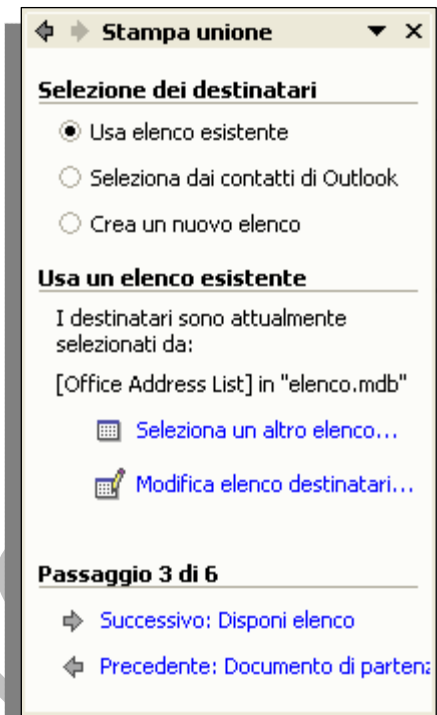 Stampa unione
Selezione dei destinatari
Usa elenco esistente
Seleziona dai contatti di Outlook
Crea un nuovo elenco
Usa un elenco esistente
I destinatari sono attualmente
selezionati da:
[Office Address List] in "elenco.mdb"
Seleziona un altro elenco...
Modifica elenco destinatari...
Passaggio 3 di 6
Successivo: Disponi elenco
Precedente: Documento di partenz